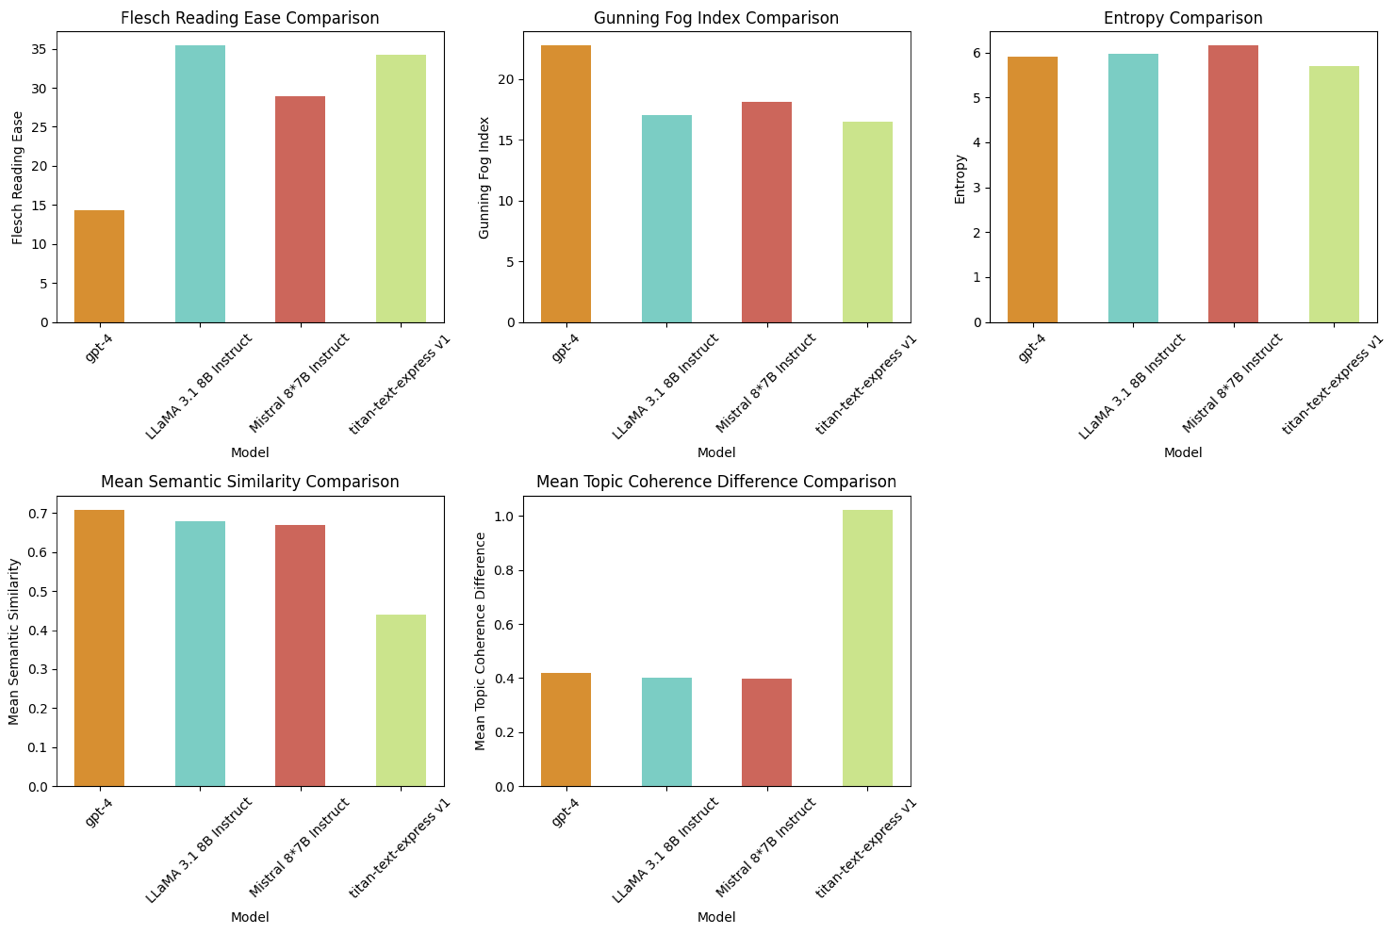 Flesch Reading Ease Comparison
Flesch Reading Ease
35
30
25
20
15
10
5
0
gpt-4
LLaMA 3.1 8B Instruct
Mistral 8*7B Instruct
titan-text-express v1
Model
Gunning Fog Index Comparison
Gunning Fog Index
20
15
10
5
0
gpt-4
LLaMA 3.1 8B Instruct
Mistral 8*7B Instruct
titan-text-express v1
Model
Entropy Comparison
Entropy
6
5
4
3
2
1
0
gpt-4
LLaMA 3.1 8B Instruct
Mistral 8*7B Instruct
titan-text-express v1
Model
Mean Semantic Similarity Comparison
Mean Semantic Similarity
0.7
0.6
0.5
0.4
0.3
0.2
0.1
0.0
gpt-4
LLaMA 3.1 8B Instruct
Mistral 8*7B Instruct
titan-text-express v1
Model
Mean Topic Coherence Difference Comparison
Mean Topic Coherence Difference
1.0
0.8
0.6
0.4
0.2
0.0
gpt-4
LLaMA 3.1 8B Instruct
Mistral 8*7B Instruct
titan-text-express v1
Model